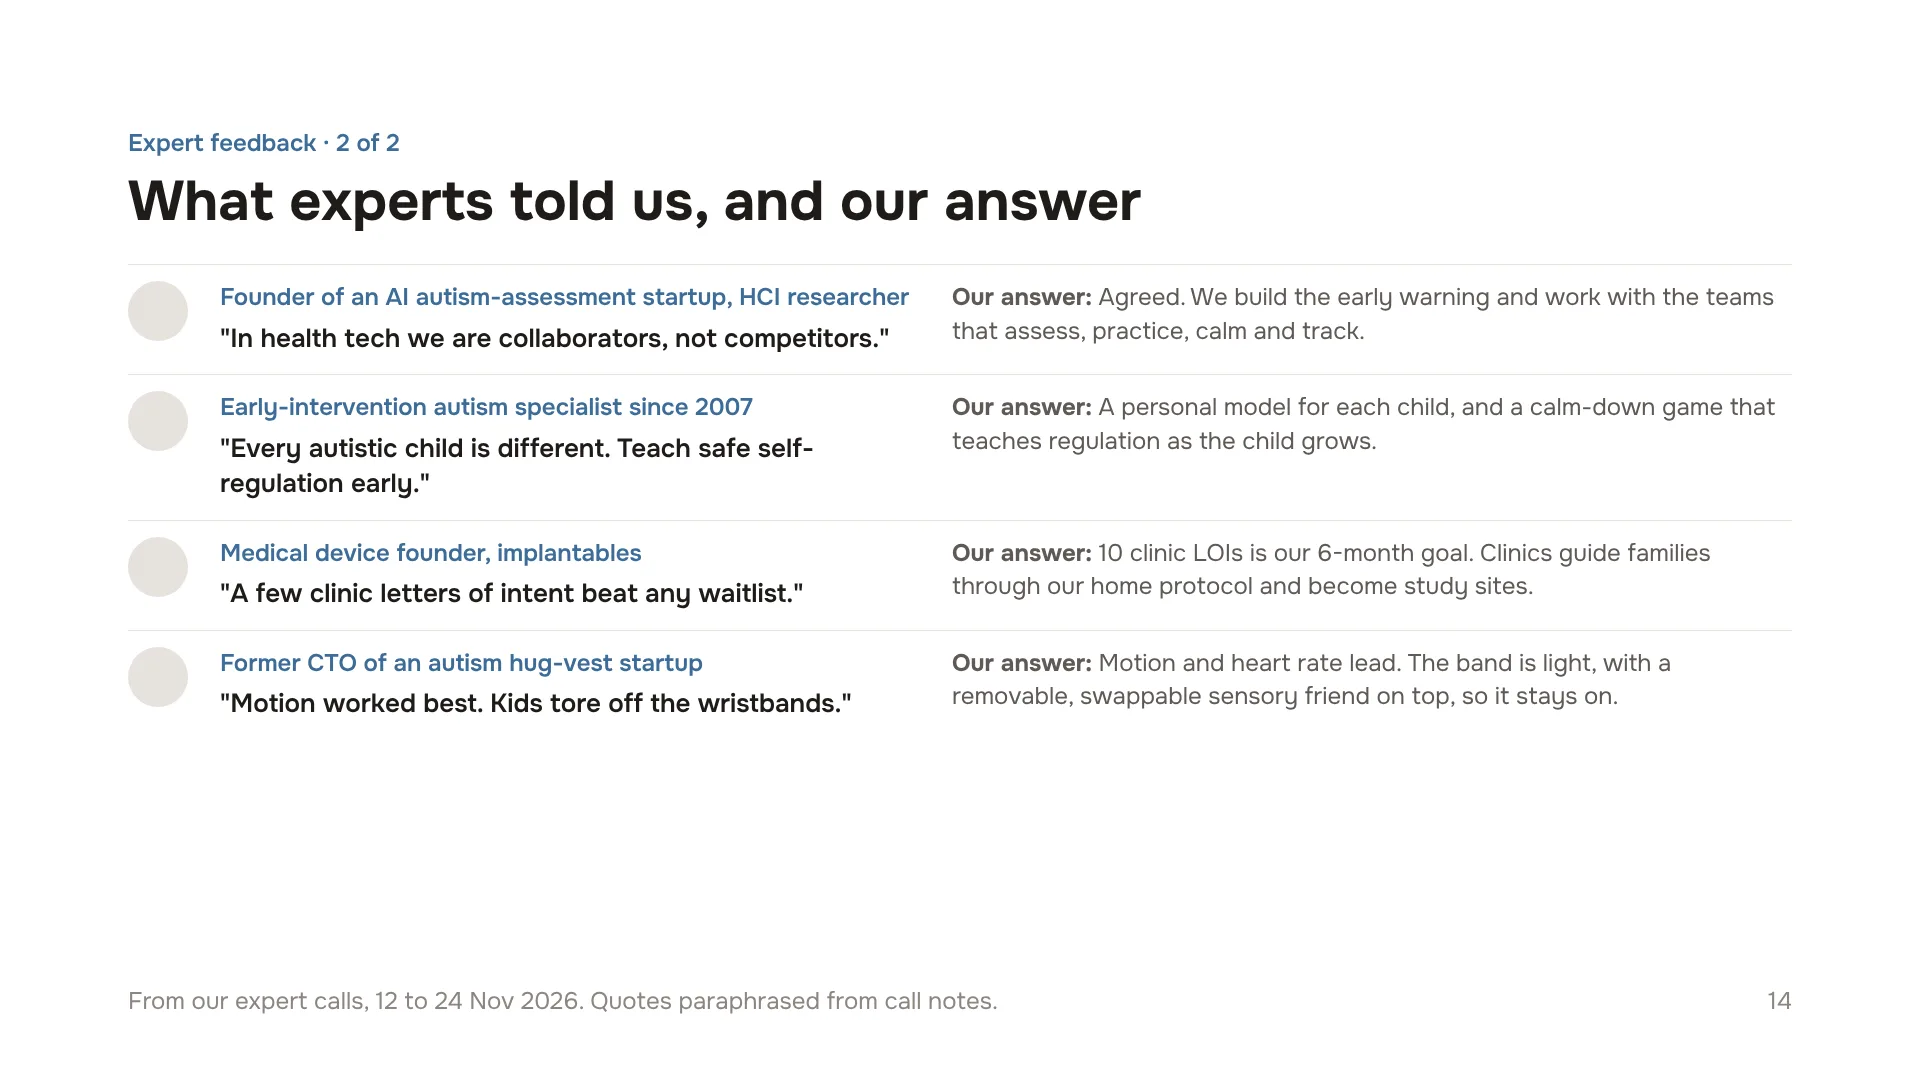 Expert feedback · 2 of 2
What experts told us, and our answer
Founder of an AI autism-assessment startup, HCI researcher
"In health tech we are collaborators, not competitors."
Our answer: Agreed. We build the early warning and work with the teams
that assess, practice, calm and track.
Early-intervention autism specialist since 2007
"Every autistic child is different. Teach safe self-
regulation early."
Our answer: A personal model for each child, and a calm-down game that
teaches regulation as the child grows.
Medical device founder, implantables
"A few clinic letters of intent beat any waitlist."
Our answer: 10 clinic LOIs is our 6-month goal. Clinics guide families
through our home protocol and become study sites.
Former CTO of an autism hug-vest startup
"Motion worked best. Kids tore off the wristbands."
Our answer: Motion and heart rate lead. The band is light, with a
removable, swappable sensory friend on top, so it stays on.
From our expert calls, 12 to 24 Nov 2026. Quotes paraphrased from call notes.
14